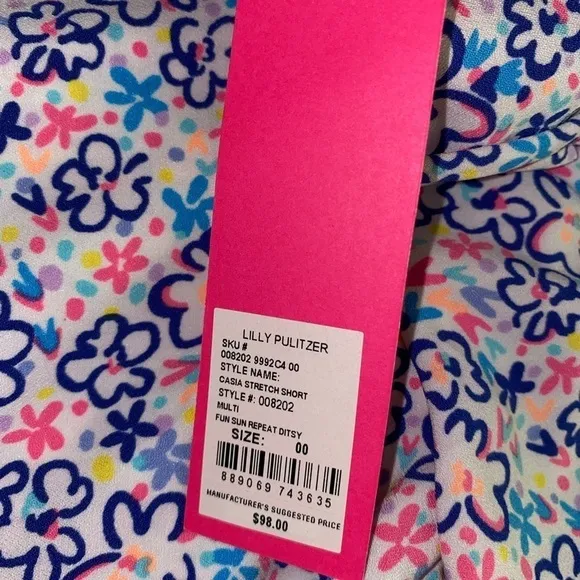 LILLY PULITZER
SKU #
008202 9992C4 00
STYLE NAME:
CASIA STRETCH SHORT
STYLE #: 008202
MULTI
FUN SUN REPEAT DITSY
SIZE: 00
889069 743635
MANUFACTURER'S SUGGESTED PRICE
$98.00